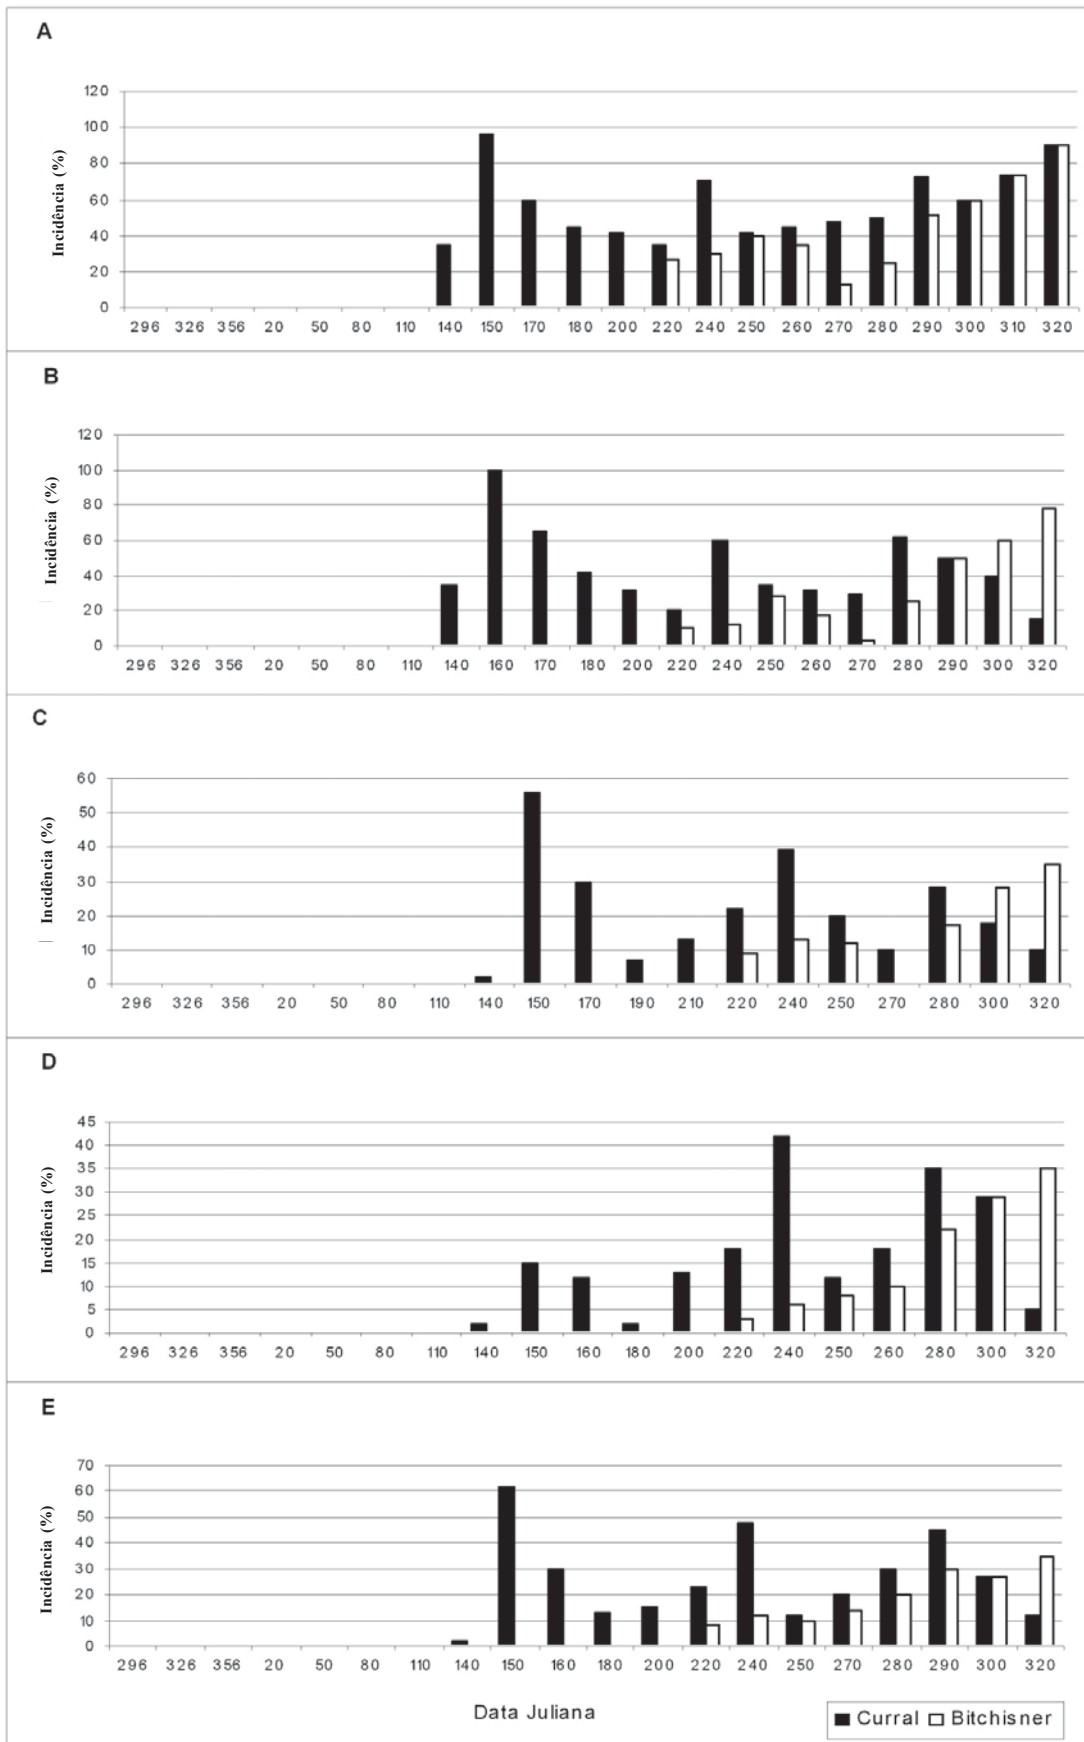 A
Incidência (%)
120
100
80
60
40
20
0
296 326 356 20 50 80 110 140 150 170 180 200 220 240 250 260 270 280 290 300 310 320
B
Incidência (%)
120
100
80
60
40
20
0
296 326 356 20 50 80 110 140 160 170 180 200 220 240 250 260 270 280 290 300 320
C
Incidência (%)
60
50
40
30
20
10
0
296 326 356 20 50 80 110 140 150 170 190 210 220 240 250 270 280 300 320
D
Incidência (%)
45
40
35
30
25
20
15
10
5
0
296 326 356 20 50 80 110 140 150 160 180 200 220 240 250 260 280 300 320
E
Incidência (%)
70
60
50
40
30
20
10
0
296 326 356 20 50 80 110 140 150 160 180 200 220 240 250 270 280 290 300 320
Data Juliana
Curral Bitchisner